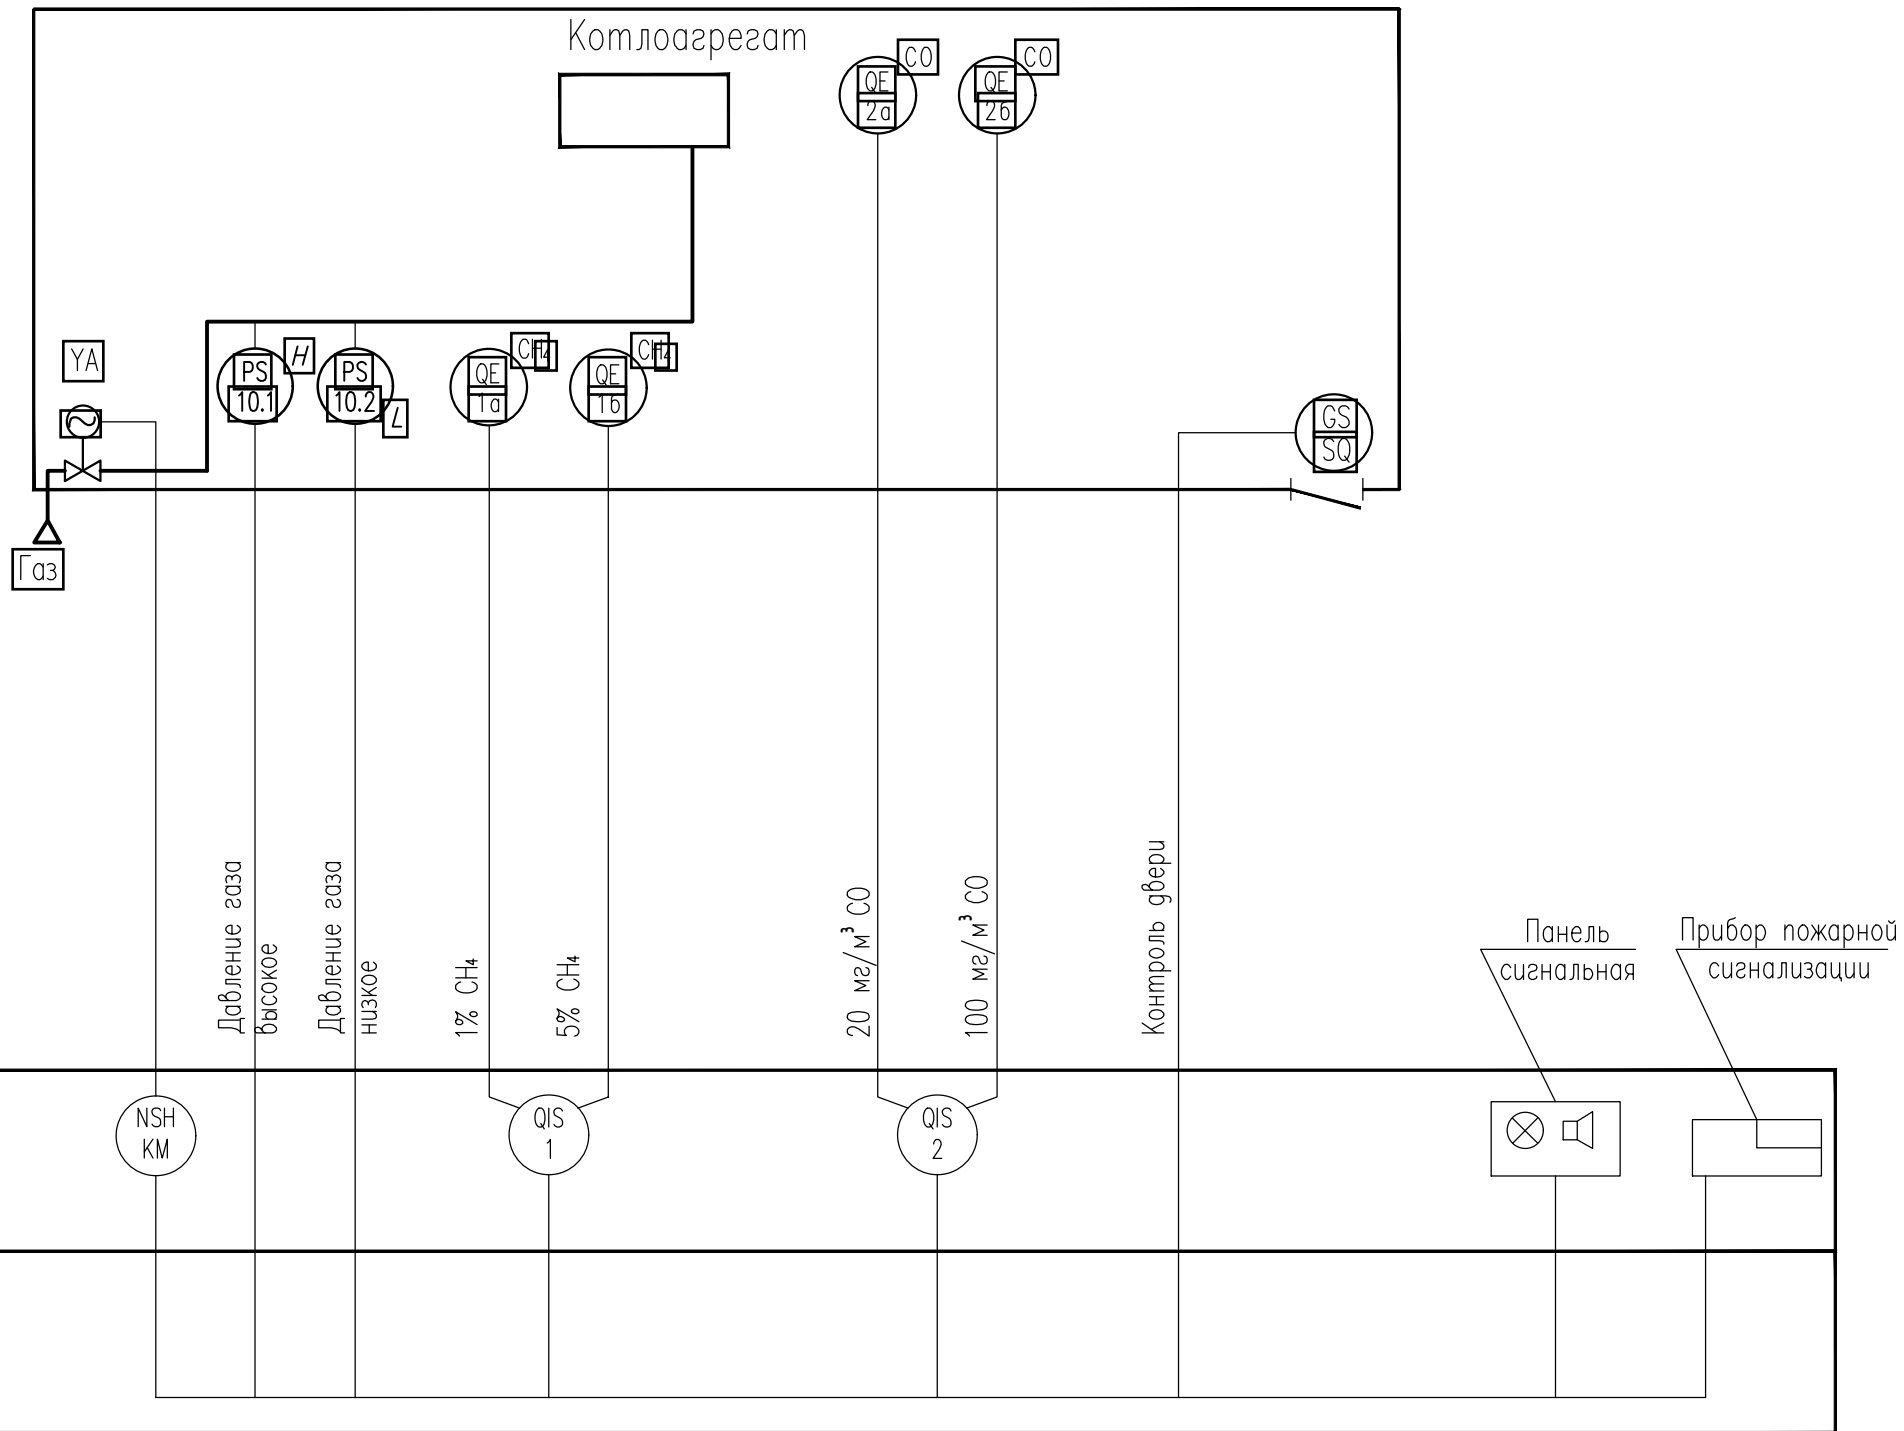 Котлоагрегат
CO
CO
QE
2а
QE
2б
YA
PS
10.1
H
PS
10.2
L
CH4
QE
1а
CH4
QE
1б
GS
SQ
Газ
Давление газа
высокое
Давление газа
низкое
1% CH₄
5% CH₄
20 мг/м³ CO
100 мг/м³ CO
Контроль двери
Панель
сигнальная
Прибор пожарной
сигнализации
NSH
KM
QIS
1
QIS
2